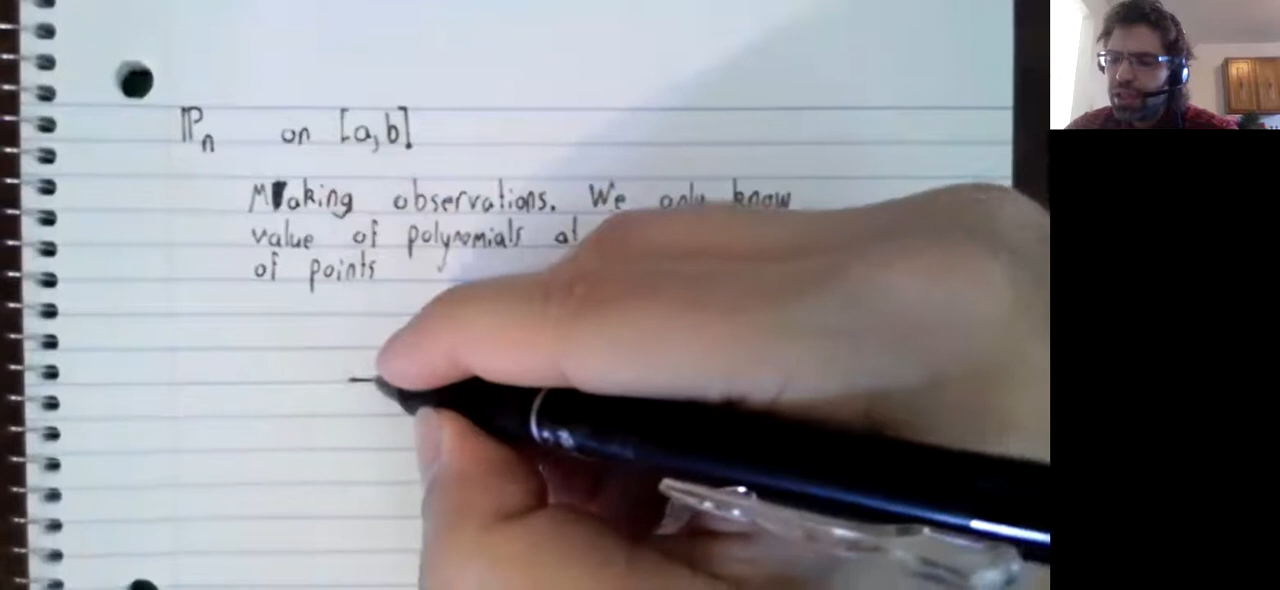 ℙn on [a,b]
Making observations. We only know
value of polynomials at
of points